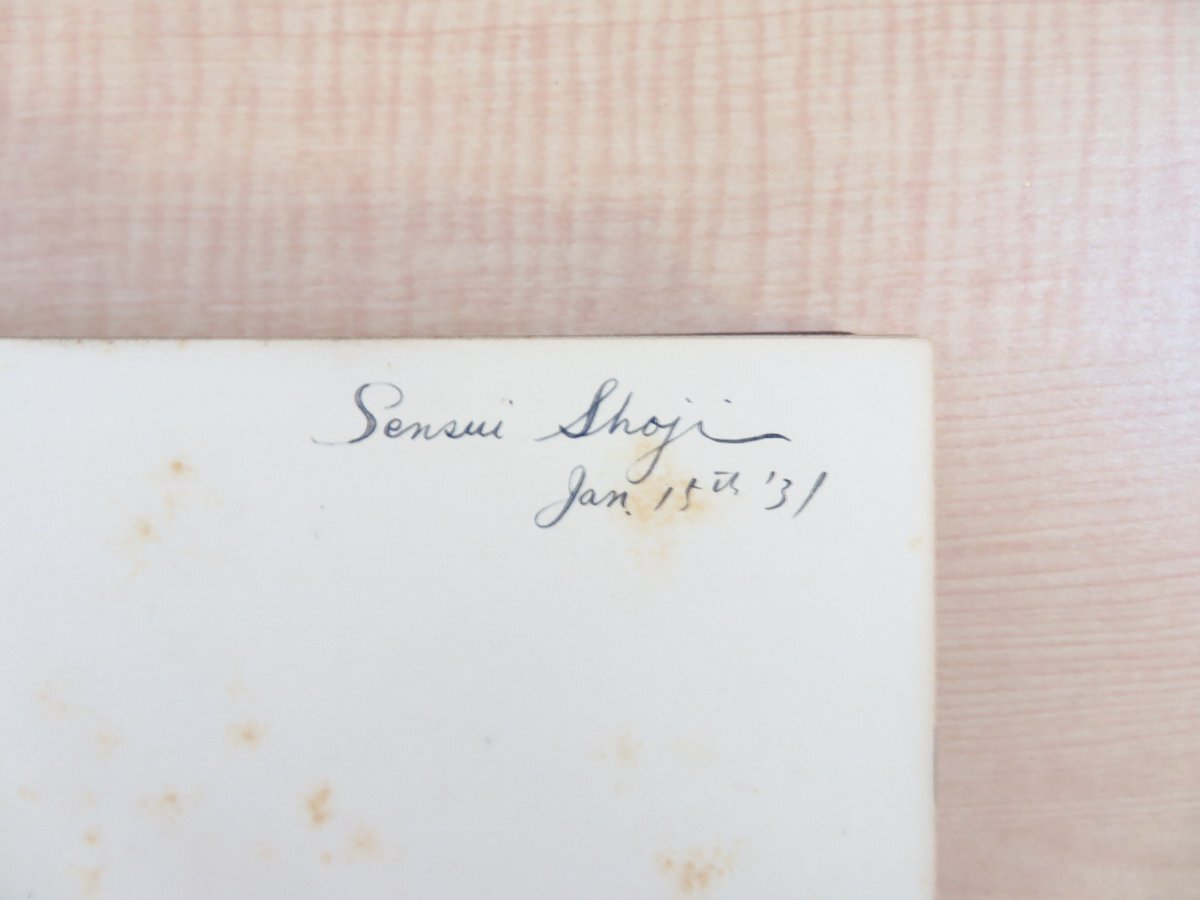 Sensui Shoji
Jan. 15th '31